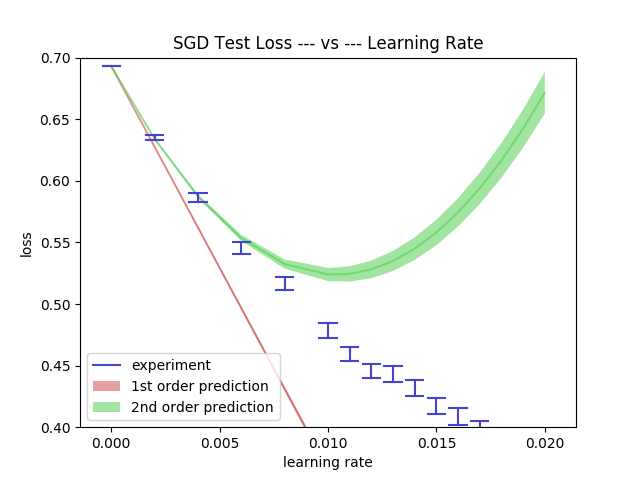 SGD Test Loss --- vs --- Learning Rate
0.70
0.65
0.60
0.55
0.50
0.45
0.40
loss
experiment
1st order prediction
2nd order prediction
0.000
0.005
0.010
0.015
0.020
learning rate